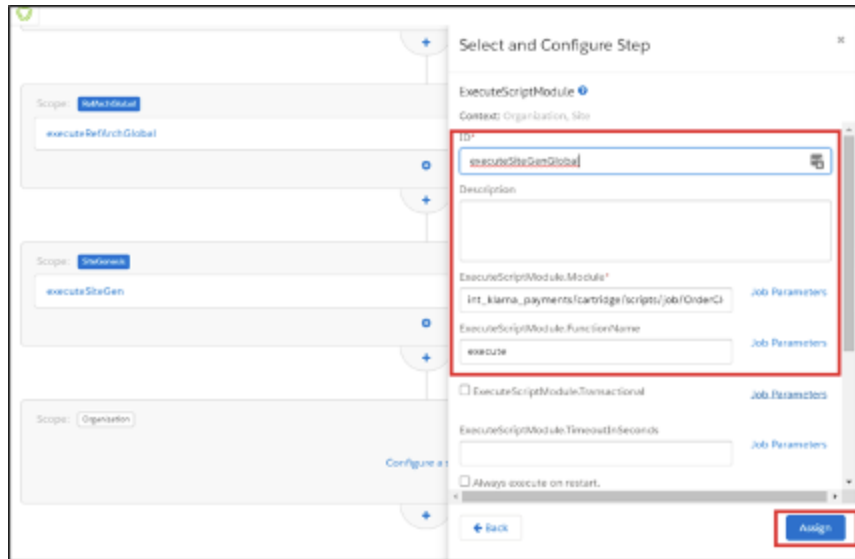 Scope: RefArchGlobal
executeRefArchGlobal
Scope: SiteGenesis
executeSiteGen
Scope: Organization
Configure a s
Select and Configure Step
ExecuteScriptModule
Context: Organization, Site
ID*
executeSiteGenGlobal
Description
ExecuteScriptModule.Module*
int_klarna_payments/cartridge/scripts/job/OrderCl
Job Parameters
ExecuteScriptModule.FunctionName
execute
Job Parameters
ExecuteScriptModule.Transactional
Job Parameters
ExecuteScriptModule.TimeoutInSeconds
Job Parameters
Always execute on restart.
Back
Assign